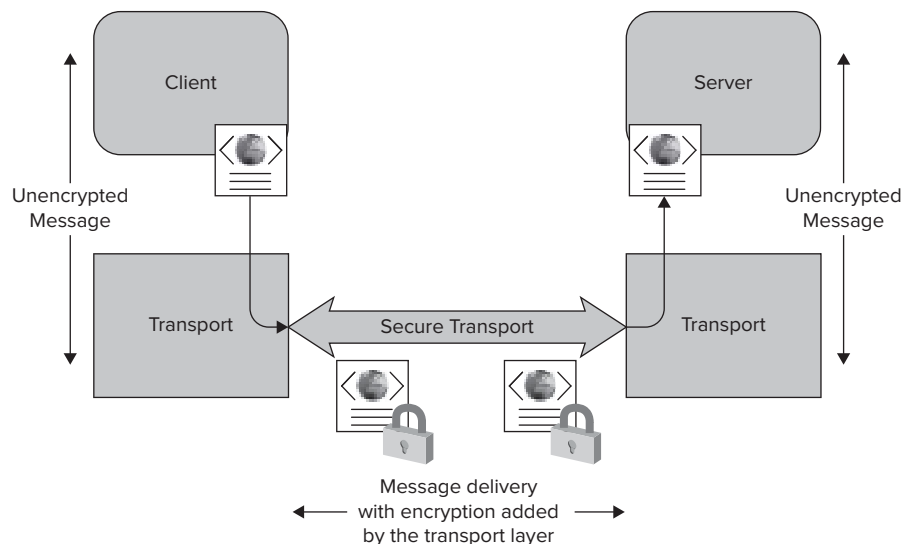 Client
Server
Unencrypted
Message
Unencrypted
Message
Transport
Secure Transport
Transport
Message delivery
with encryption added
by the transport layer